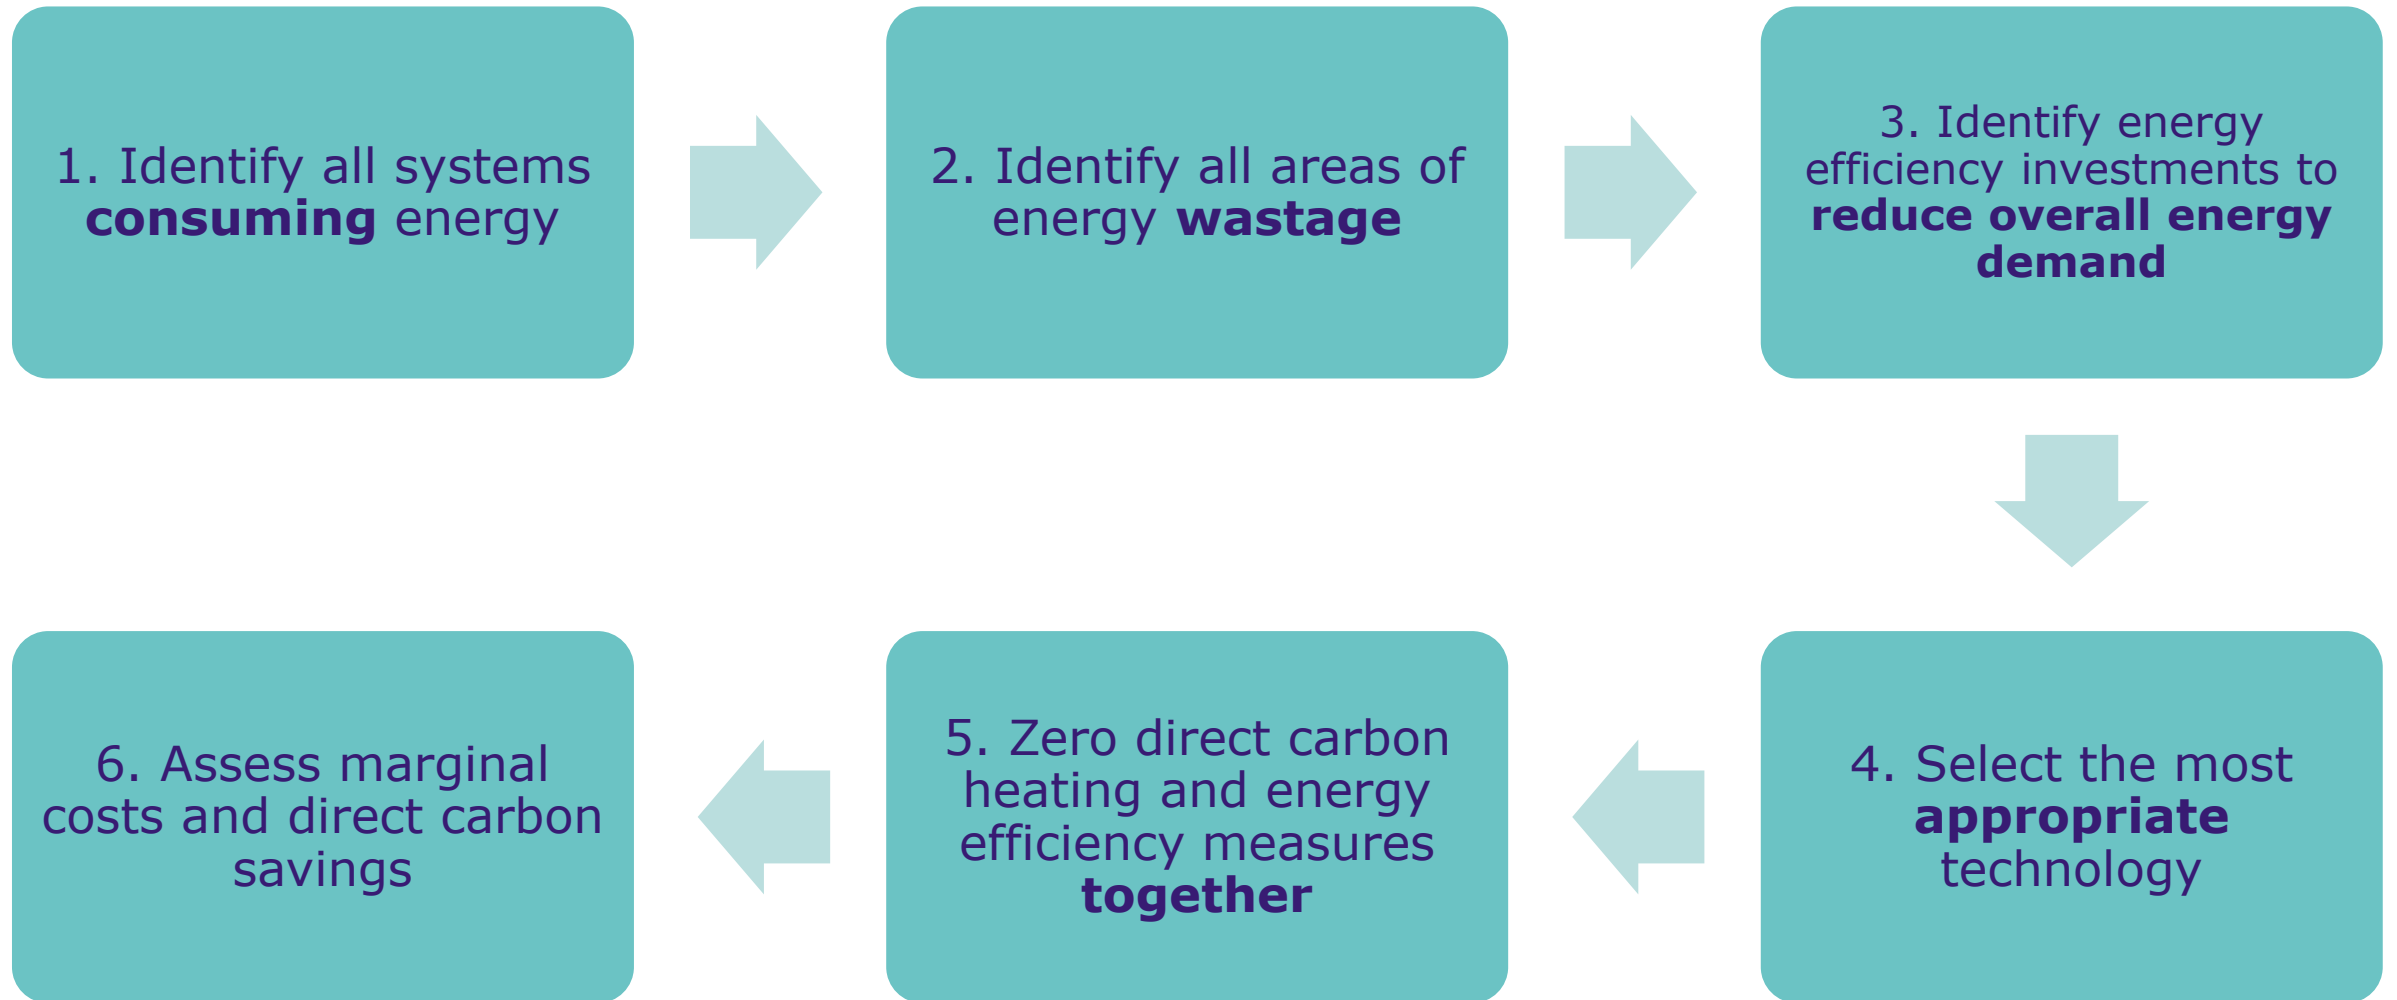 1. Identify all systems
consuming energy
2. Identify all areas of
energy wastage
3. Identify energy
efficiency investments to
reduce overall energy
demand
4. Select the most
appropriate
technology
5. Zero direct carbon
heating and energy
efficiency measures
together
6. Assess marginal
costs and direct carbon
savings